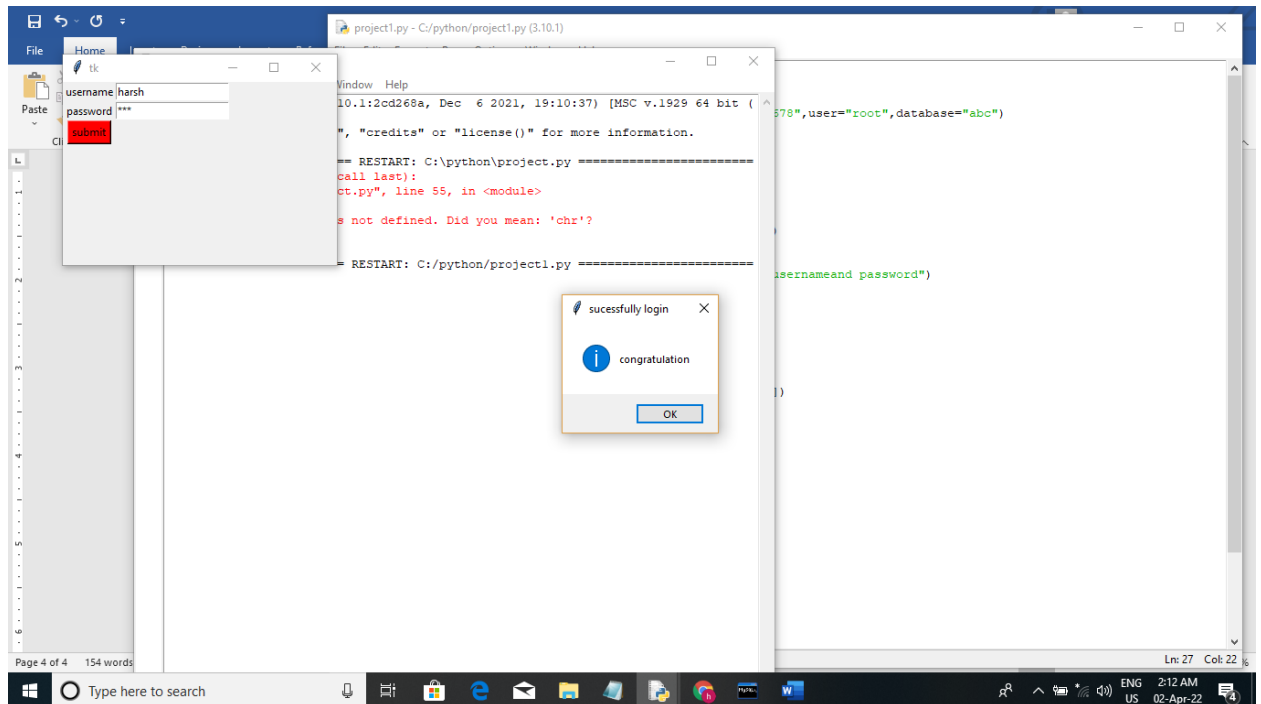 project1.py - C:/python/project1.py (3.10.1)
File Home
tk
username harsh
password ***
submit
Paste
Window Help
10.1:2cd268a, Dec 6 2021, 19:10:37) [MSC v.1929 64 bit (
", "credits" or "license()" for more information.
== RESTART: C:\python\project.py ========================
call last):
ct.py", line 55, in <module>
s not defined. Did you mean: 'chr'?
= RESTART: C:/python/project1.py ========================
578",user="root",database="abc")
)
usernameand password")
])
sucessfully login
congratulation
OK
Ln: 27 Col: 22
Page 4 of 4 154 words
Type here to search
ENG 2:12 AM
US 02-Apr-22
4